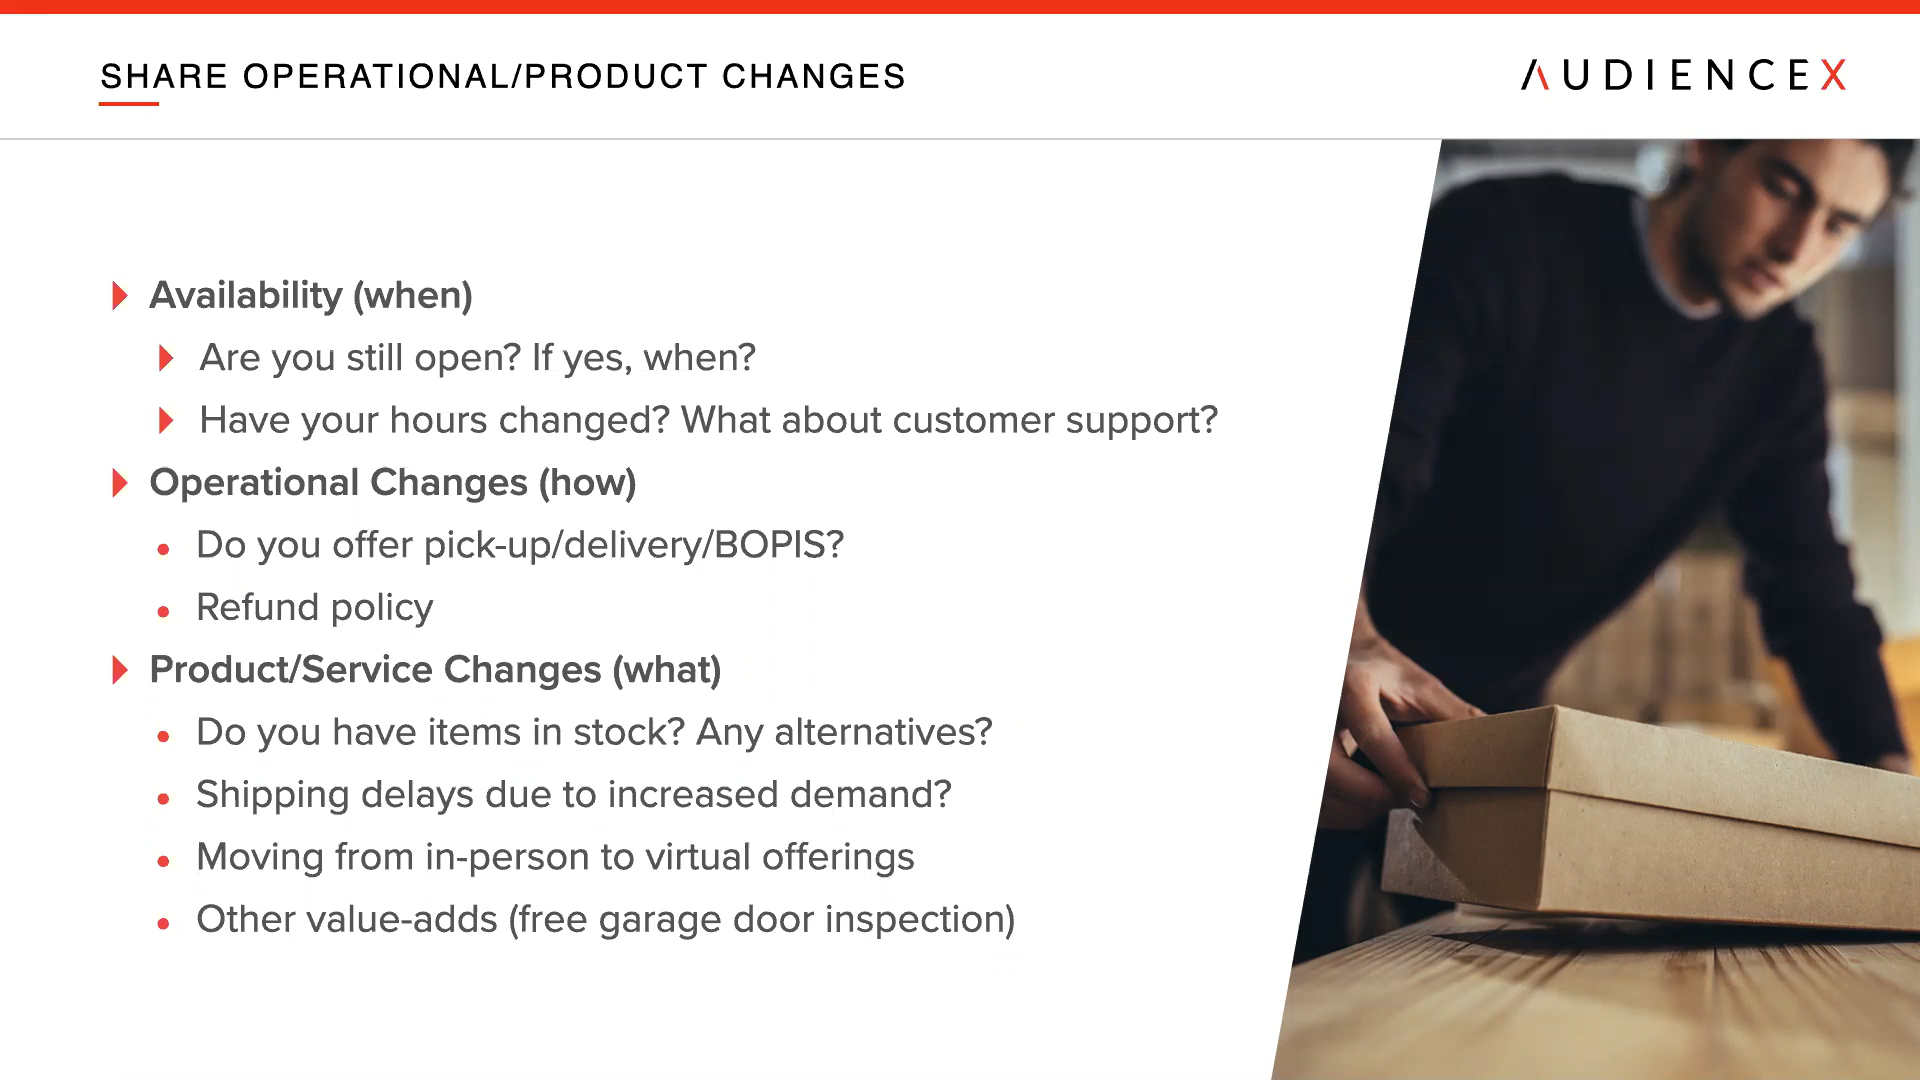 SHARE OPERATIONAL/PRODUCT CHANGES
AUDIENCEX
Availability (when)
Are you still open? If yes, when?
Have your hours changed? What about customer support?
Operational Changes (how)
Do you offer pick-up/delivery/BOPIS?
Refund policy
Product/Service Changes (what)
Do you have items in stock? Any alternatives?
Shipping delays due to increased demand?
Moving from in-person to virtual offerings
Other value-adds (free garage door inspection)